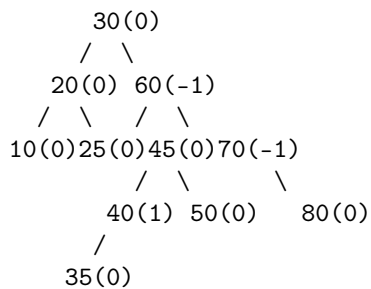 30(0)
/ \
20(0) 60(-1)
/ \ / \
10(0)25(0)45(0)70(-1)
/ \ \
40(1) 50(0) 80(0)
/
35(0)